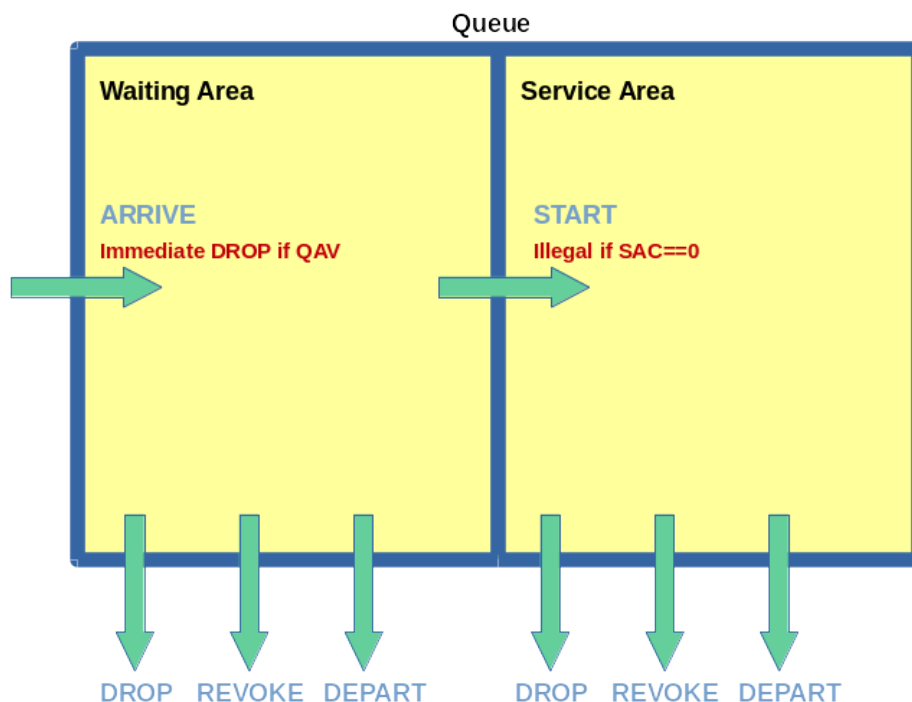 Queue
Waiting Area
Service Area
ARRIVE
START
Immediate DROP if QAV
Illegal if SAC==0
DROP REVOKE DEPART
DROP REVOKE DEPART